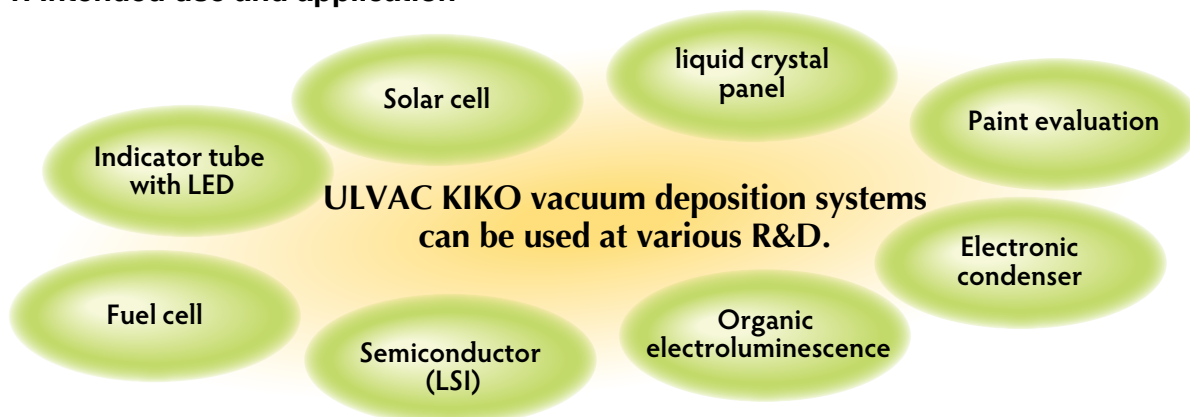 Solar cell
liquid crystal
panel
Paint evaluation
Indicator tube
with LED
ULVAC KIKO vacuum deposition systems
can be used at various R&D.
Electronic
condenser
Fuel cell
Semiconductor
(LSI)
Organic
electroluminescence